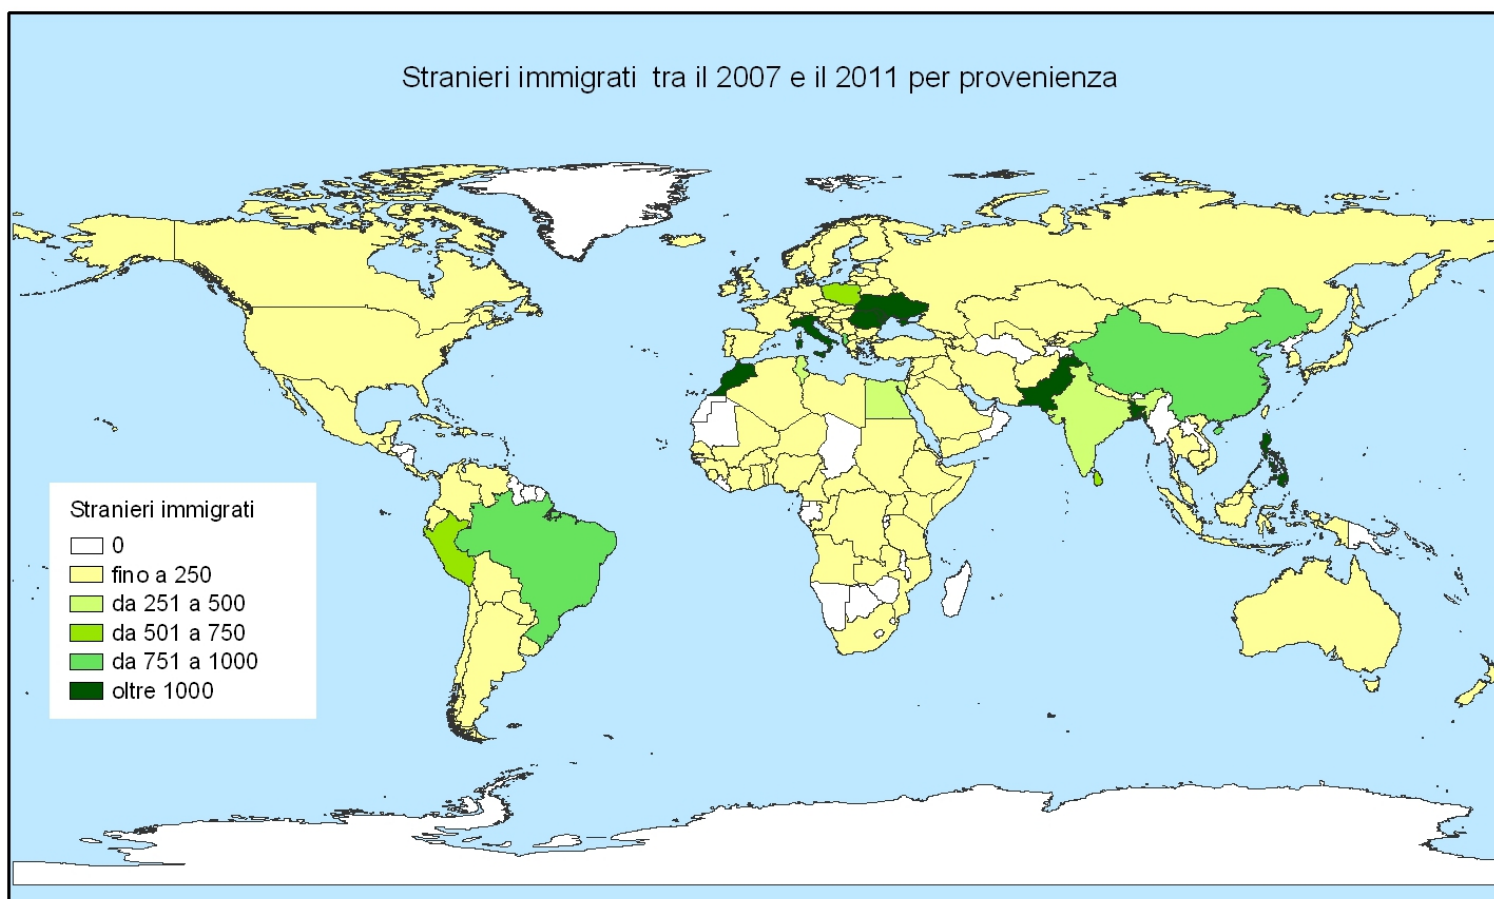 Stranieri immigrati tra il 2007 e il 2011 per provenienza
Stranieri immigrati
0
fino a 250
da 251 a 500
da 501 a 750
da 751 a 1000
oltre 1000